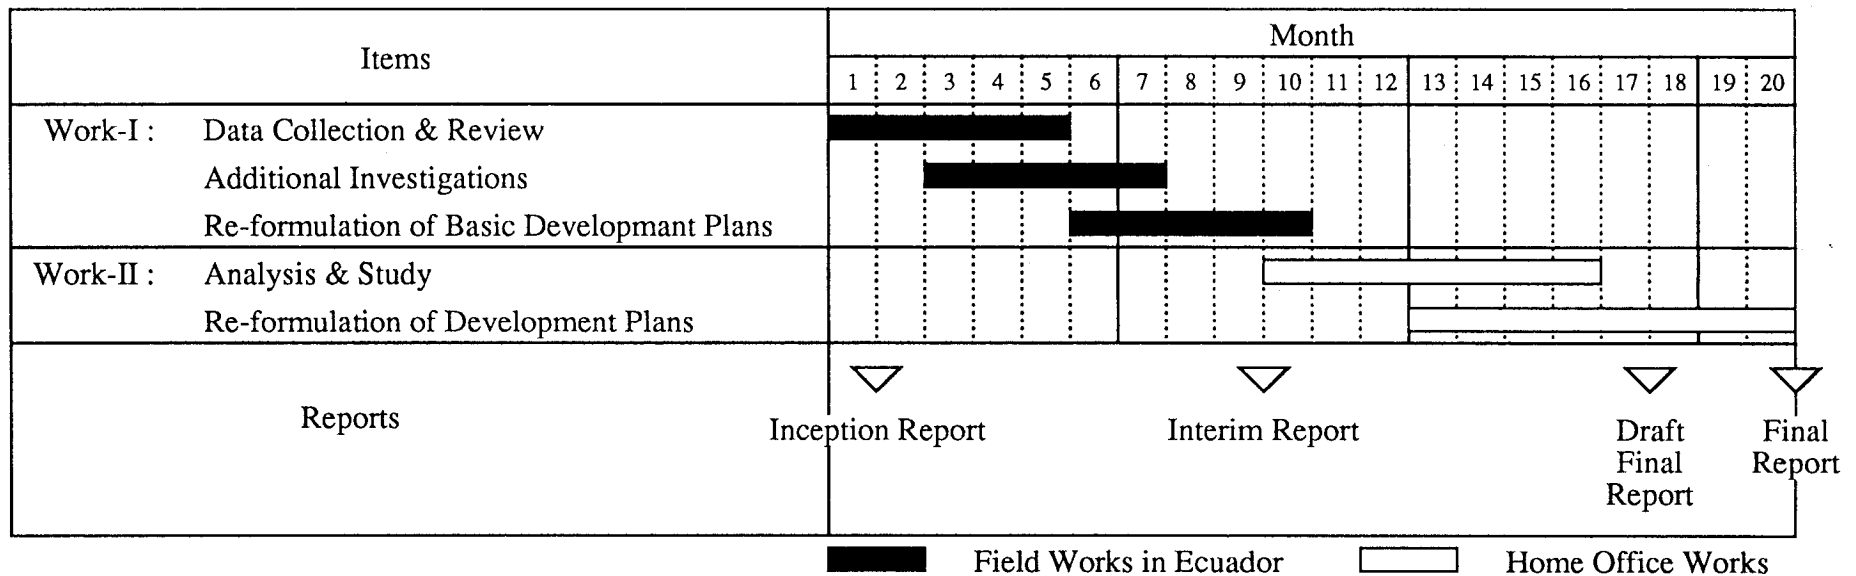 Items
Month
1 2 3 4 5 6 7 8 9 10 11 12 13 14 15 16 17 18 19 20
Work-I : Data Collection & Review
Additional Investigations
Re-formulation of Basic Developmant Plans
Work-II : Analysis & Study
Re-formulation of Development Plans
Reports
Inception Report
Interim Report
Draft
Final
Report
Final
Report
Field Works in Ecuador
Home Office Works